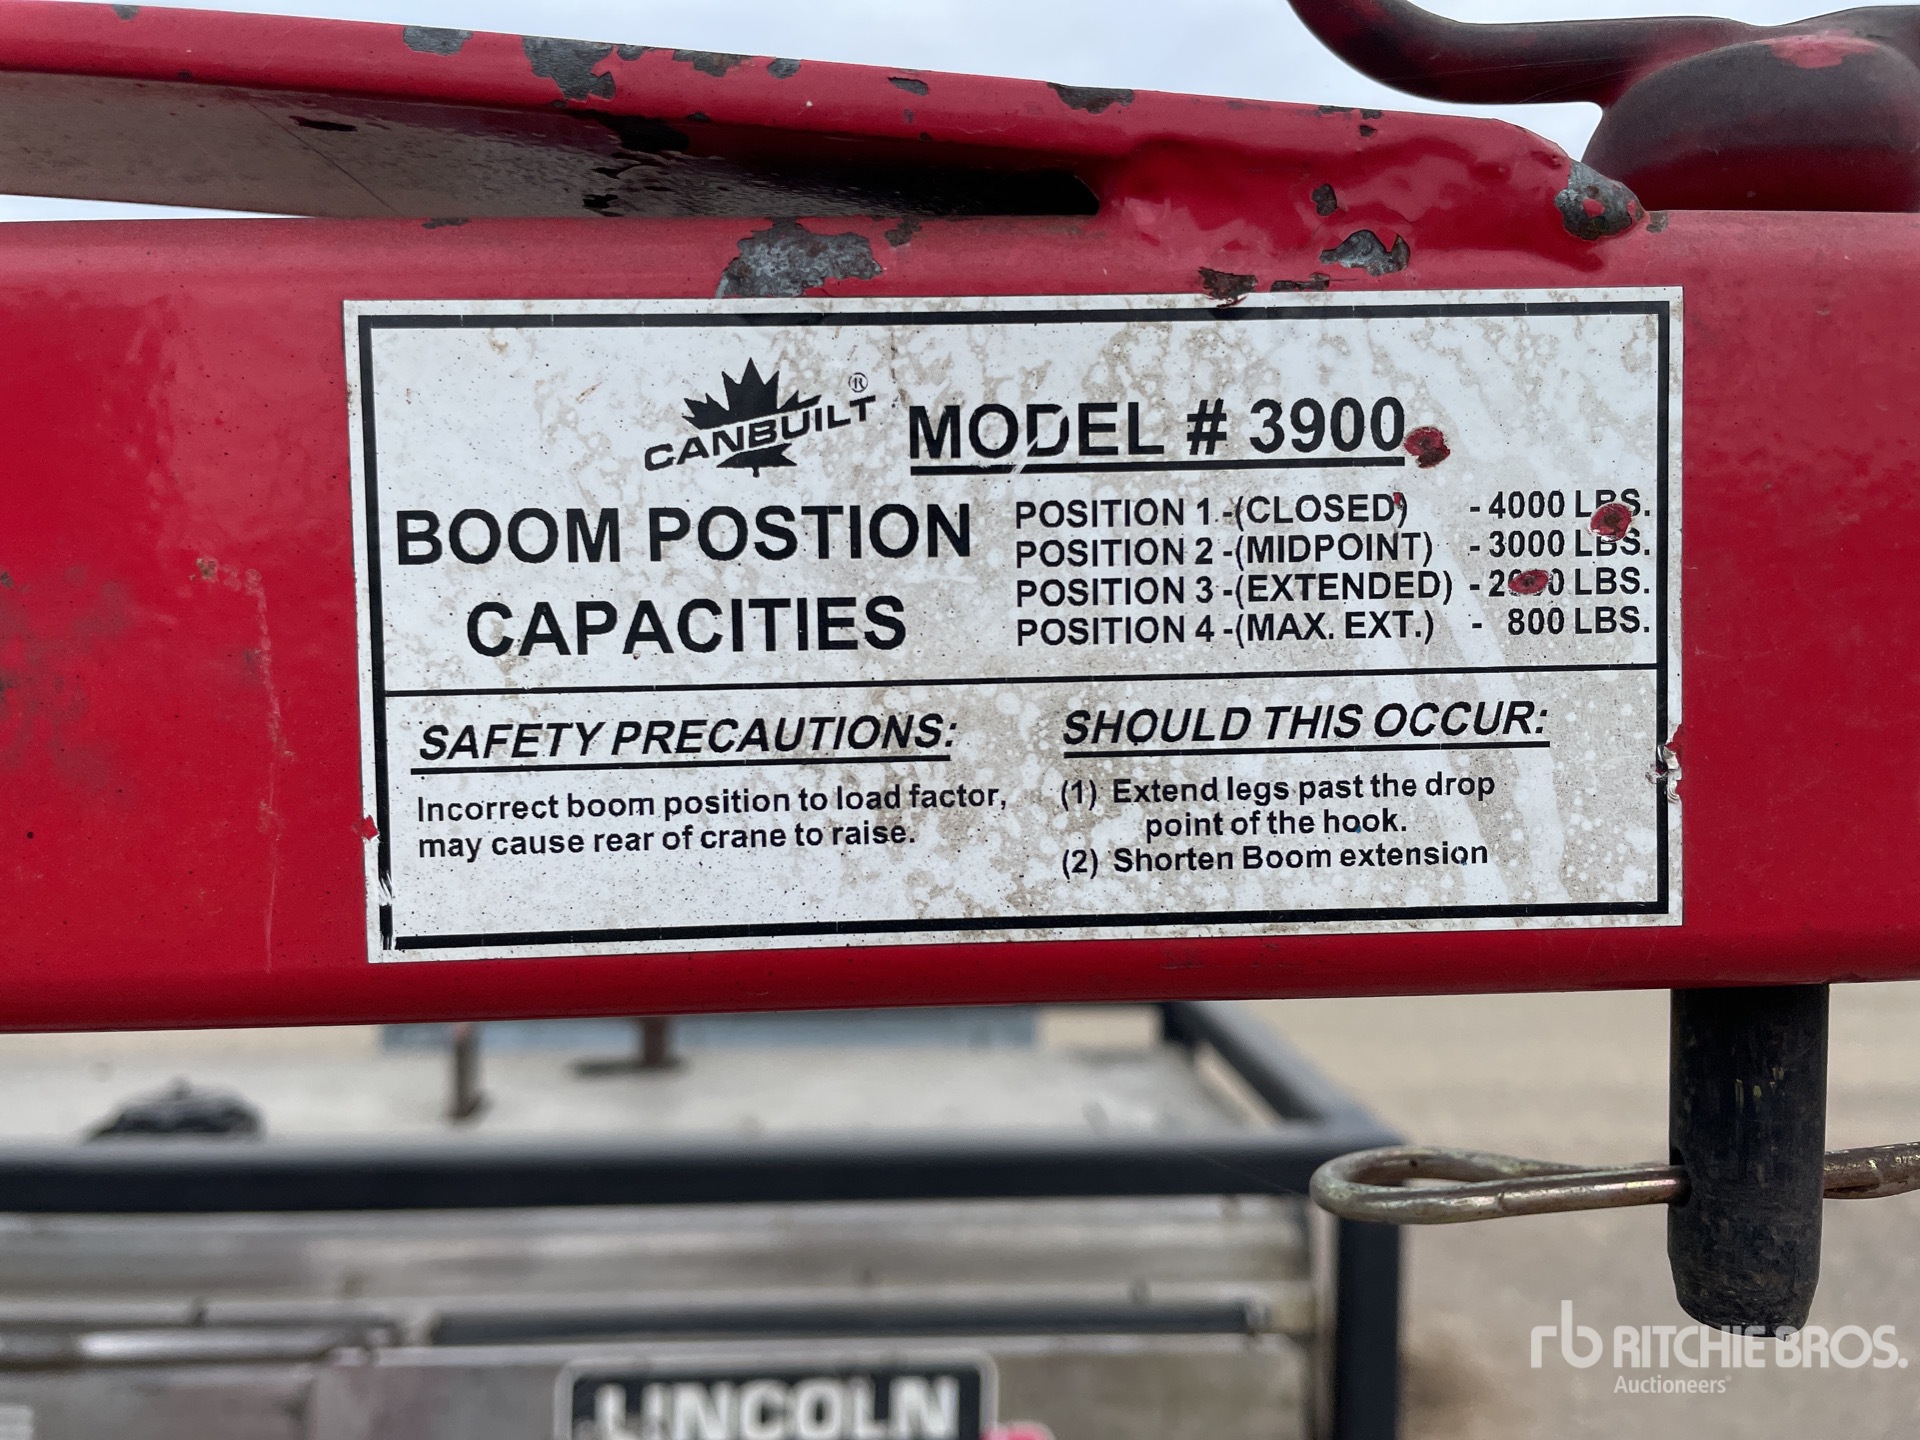 CANBUILT ®
MODEL # 3900
BOOM POSTION
CAPACITIES
POSITION 1 -(CLOSED) - 4000 LBS.
POSITION 2 -(MIDPOINT) - 3000 LBS.
POSITION 3 -(EXTENDED) - LBS.
POSITION 4 -(MAX. EXT.) - 800 LBS.
SAFETY PRECAUTIONS:
Incorrect boom position to load factor,
may cause rear of crane to raise.
SHOULD THIS OCCUR:
(1) Extend legs past the drop
point of the hook.
(2) Shorten Boom extension
LINCOLN
rb RITCHIE BROS.
Auctioneers